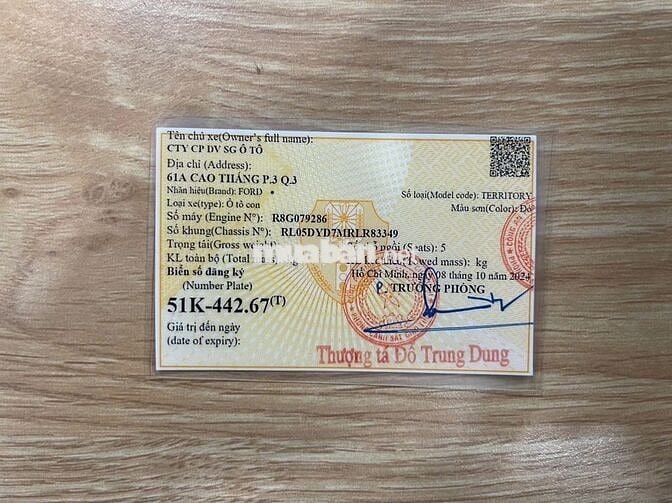 Tên chủ xe(Owner's full name):
CTY CP DV SG Ô TÔ
Địa chỉ (Address):
61A CAO THẮNG P.3 Q.3
Nhãn hiệu(Brand): FORD
Số loại(Model code): TERRITORY
Loại xe(type): Ô tô con
Màu sơn(Color): Đỏ
Số máy (Engine N°): R8G079286
Số khung(Chassis N°): RL05DYD7MRLR83349
Trọng tải(Gross
ngồi (Seats): 5
KL toàn bộ (Total
mass): kg
Biển số đăng ký
Hồ Chí Minh, ngày 08 tháng 10 năm 2024
(Number Plate)
P. TRƯỞNG PHÒNG
51K-442.67(T)
Giá trị đến ngày
(date of expiry):
Thượng tá Đỗ Trung Dung
muaban.net